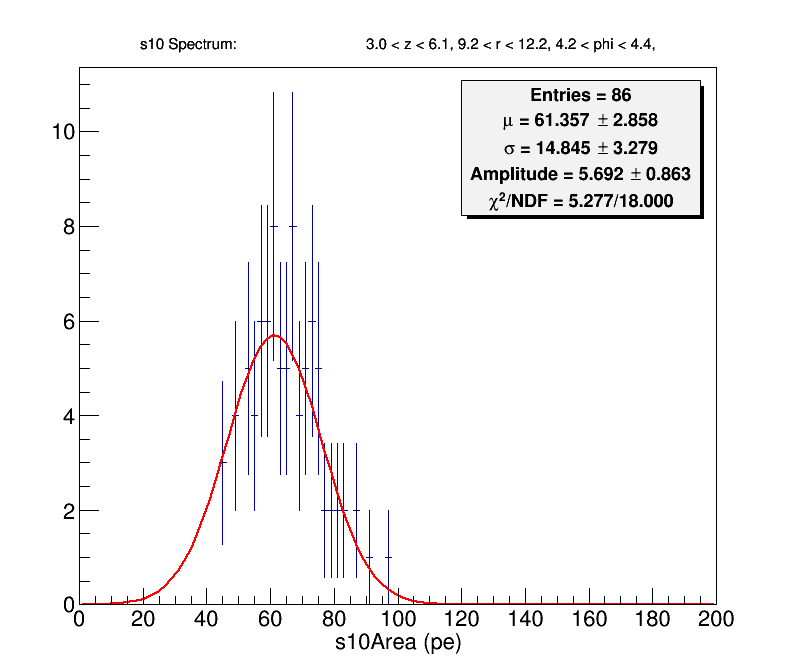 s10 Spectrum: 3.0 < z < 6.1, 9.2 < r < 12.2, 4.2 < phi < 4.4,
Entries = 86
μ = 61.357 ± 2.858
σ = 14.845 ± 3.279
Amplitude = 5.692 ± 0.863
χ²/NDF = 5.277/18.000
10
8
6
4
2
0
0 20 40 60 80 100 120 140 160 180 200
s10Area (pe)